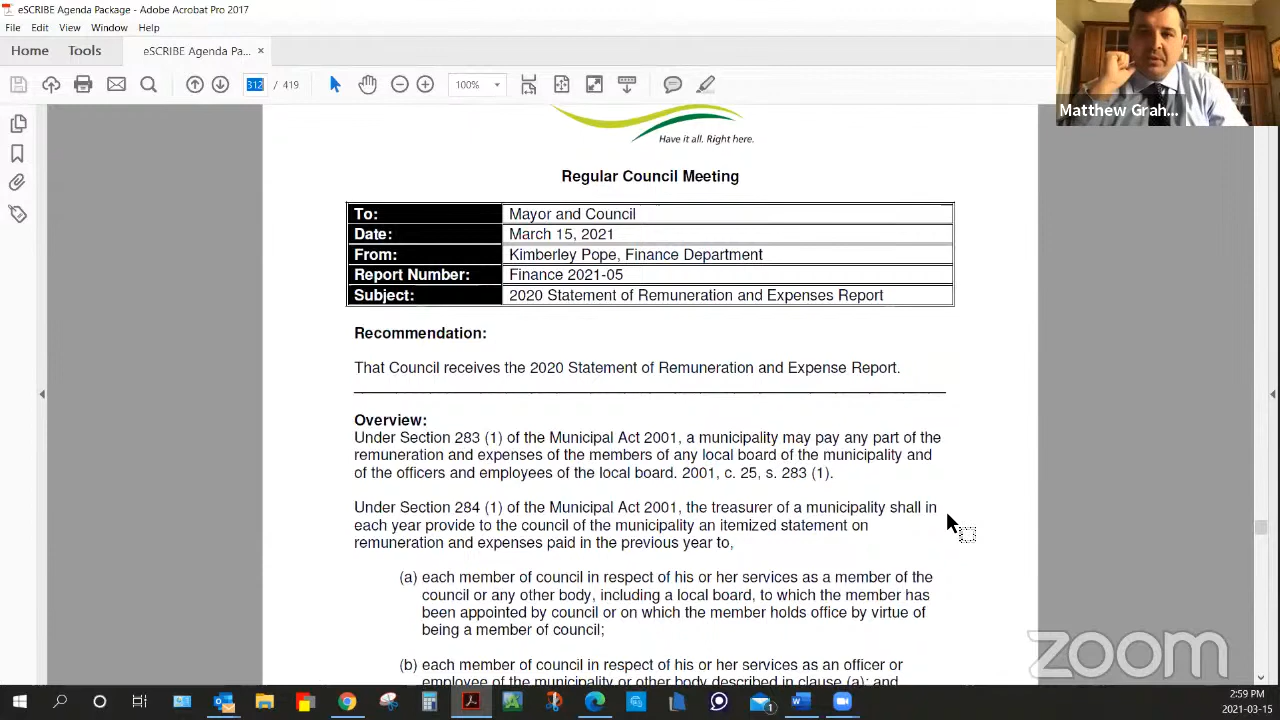 eSCRIBE Agenda Package - Adobe Acrobat Pro 2017
File Edit View Window Help
Home Tools eSCRIBE Agenda Pa... ×
312 / 419 100%
Matthew Grah...
Have it all. Right here.
Regular Council Meeting
To: Mayor and Council
Date: March 15, 2021
From: Kimberley Pope, Finance Department
Report Number: Finance 2021-05
Subject: 2020 Statement of Remuneration and Expenses Report
Recommendation:
That Council receives the 2020 Statement of Remuneration and Expense Report.
Overview:
Under Section 283 (1) of the Municipal Act 2001, a municipality may pay any part of the
remuneration and expenses of the members of any local board of the municipality and
of the officers and employees of the local board. 2001, c. 25, s. 283 (1).
Under Section 284 (1) of the Municipal Act 2001, the treasurer of a municipality shall in
each year provide to the council of the municipality an itemized statement on
remuneration and expenses paid in the previous year to,
(a) each member of council in respect of his or her services as a member of the
council or any other body, including a local board, to which the member has
been appointed by council or on which the member holds office by virtue of
being a member of council;
(b) each member of council in respect of his or her services as an officer or
employee of the municipality or other body described in clause (a); and
zoom
2:59 PM
2021-03-15